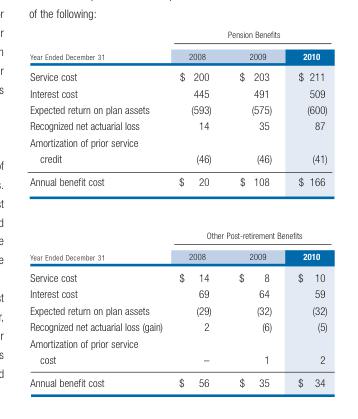 of the following:
Pension Benefits
Year Ended December 31 2008 2009 2010
Service cost $ 200 $ 203 $ 211
Interest cost 445 491 509
Expected return on plan assets (593) (575) (600)
Recognized net actuarial loss 14 35 87
Amortization of prior service
credit (46) (46) (41)
Annual benefit cost $ 20 $ 108 $ 166
Other Post-retirement Benefits
Year Ended December 31 2008 2009 2010
Service cost $ 14 $ 8 $ 10
Interest cost 69 64 59
Expected return on plan assets (29) (32) (32)
Recognized net actuarial loss (gain) 2 (6) (5)
Amortization of prior service
cost – 1 2
Annual benefit cost $ 56 $ 35 $ 34